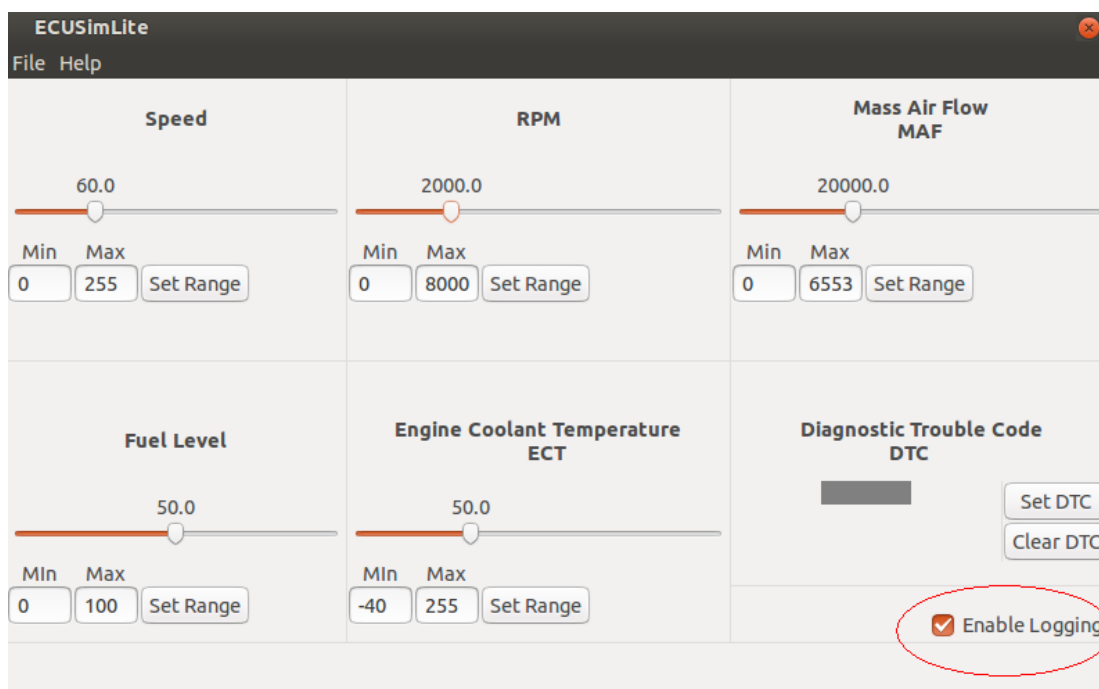 ECUSimLite
File Help
Speed
60.0
Min Max
0 255 Set Range
RPM
2000.0
Min Max
0 8000 Set Range
Mass Air Flow
MAF
20000.0
Min Max
0 6553 Set Range
Fuel Level
50.0
MIn Max
0 100 Set Range
Engine Coolant Temperature
ECT
50.0
MIn Max
-40 255 Set Range
Diagnostic Trouble Code
DTC
Set DTC
Clear DTC
Enable Logging